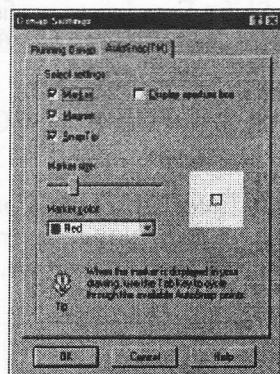 Osnap Settings
Running Osnap AutoSnap(TM)
Select settings
Marker Display aperture box
Magnet
SnapTip
Marker size:
Marker color:
Red
When the marker is displayed in your
drawing, use the Tab key to cycle
through the available AutoSnap points.
Tip
OK Cancel Help